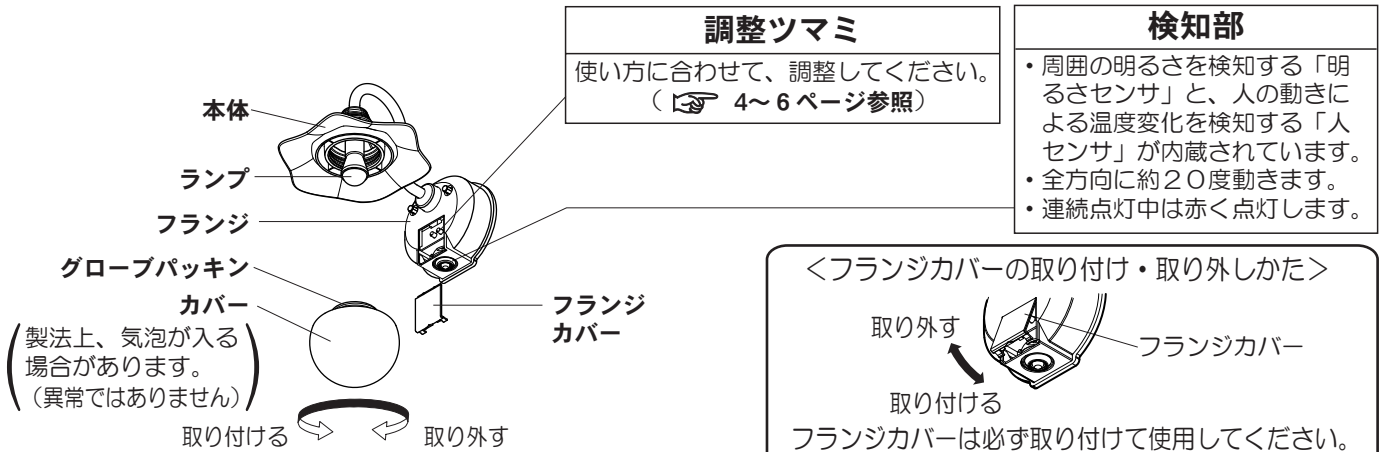 調整ツマミ
使い方に合わせて、調整してください。
（☞ 4～6ページ参照）
検知部
・周囲の明るさを検知する「明
るさセンサ」と、人の動きに
よる温度変化を検知する「人
センサ」が内蔵されています。
・全方向に約２０度動きます。
・連続点灯中は赤く点灯します。
本体
ランプ
フランジ
グローブパッキン
カバー
（製法上、気泡が入る
場合があります。
（異常ではありません））
取り付ける
取り外す
フランジ
カバー
＜フランジカバーの取り付け・取り外しかた＞
取り外す
フランジカバー
取り付ける
フランジカバーは必ず取り付けて使用してください。